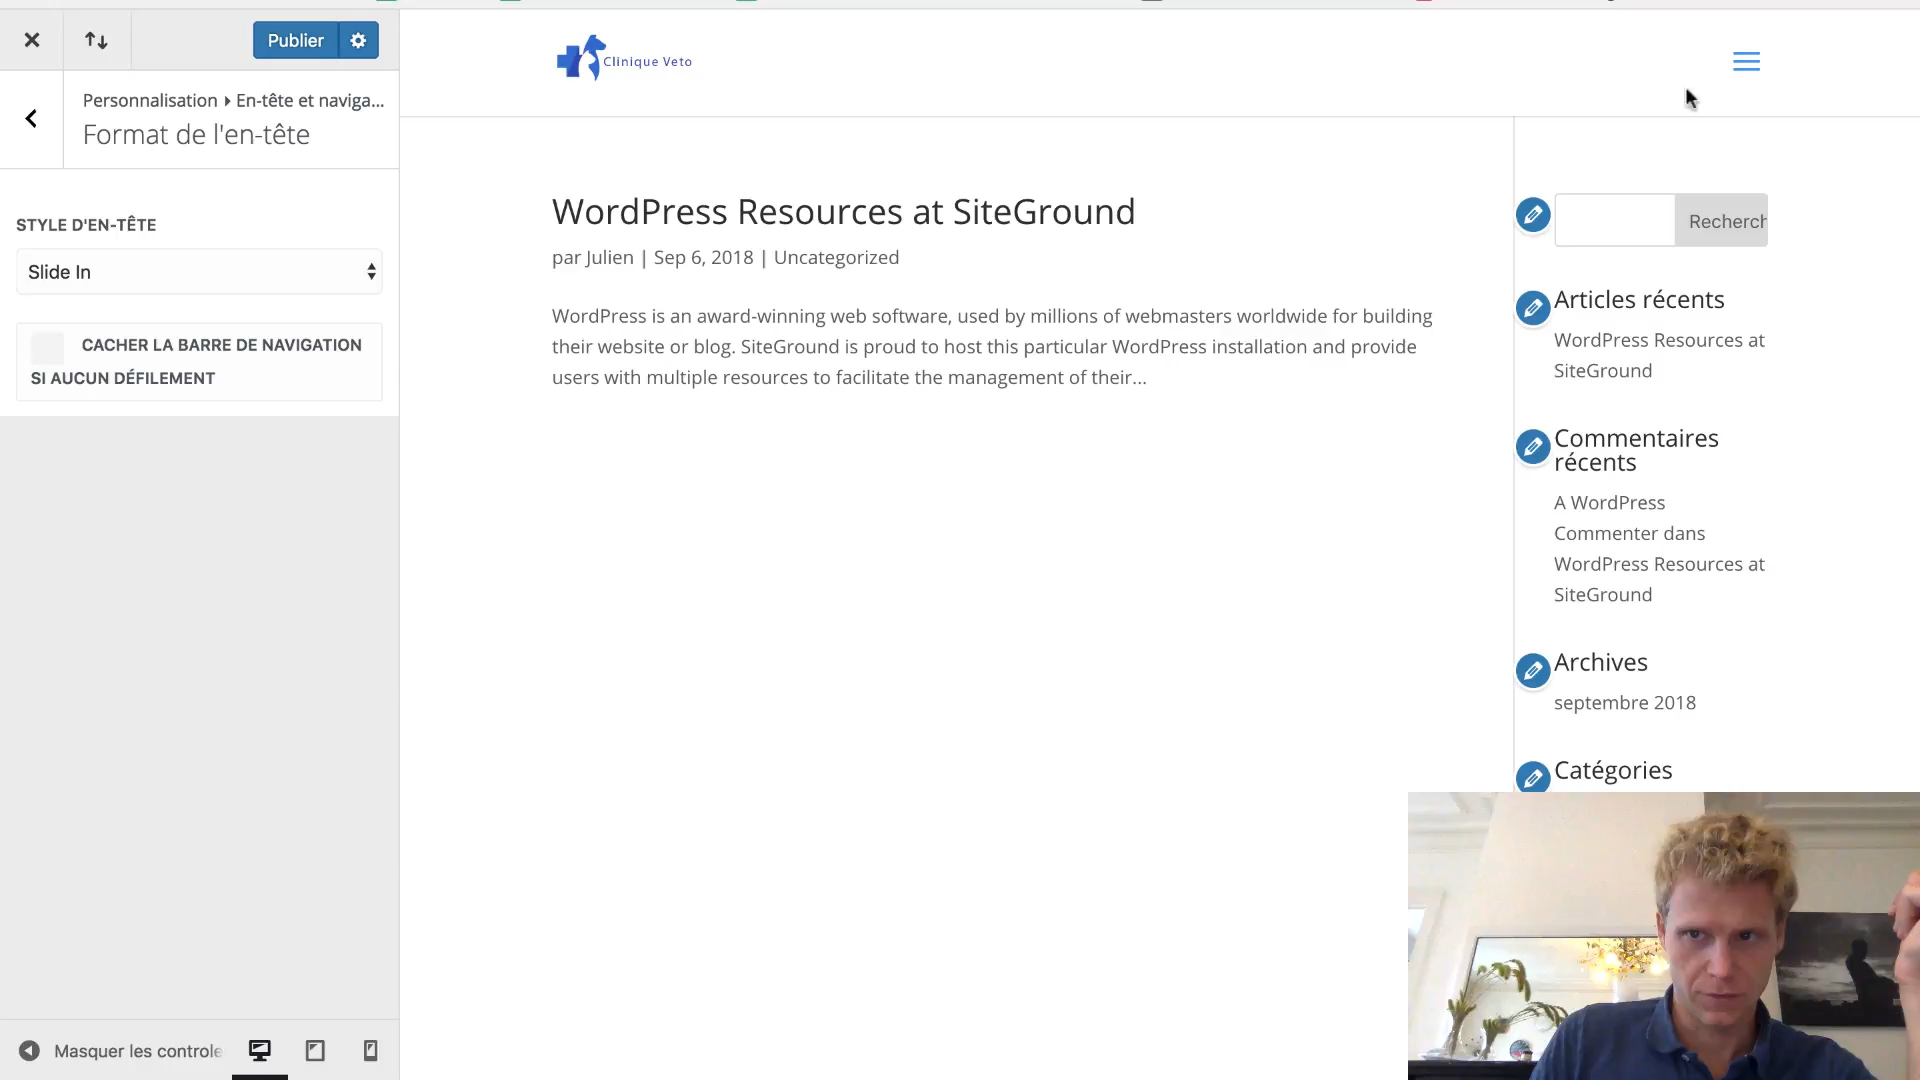 Publier
Personnalisation ▸ En-tête et naviga...
Format de l'en-tête
STYLE D'EN-TÊTE
Slide In
CACHER LA BARRE DE NAVIGATION
SI AUCUN DÉFILEMENT
Masquer les contrôle
Clinique Veto
WordPress Resources at SiteGround
par Julien | Sep 6, 2018 | Uncategorized
WordPress is an award-winning web software, used by millions of webmasters worldwide for building
their website or blog. SiteGround is proud to host this particular WordPress installation and provide
users with multiple resources to facilitate the management of their...
Recherch
Articles récents
WordPress Resources at
SiteGround
Commentaires
récents
A WordPress
Commenter dans
WordPress Resources at
SiteGround
Archives
septembre 2018
Catégories